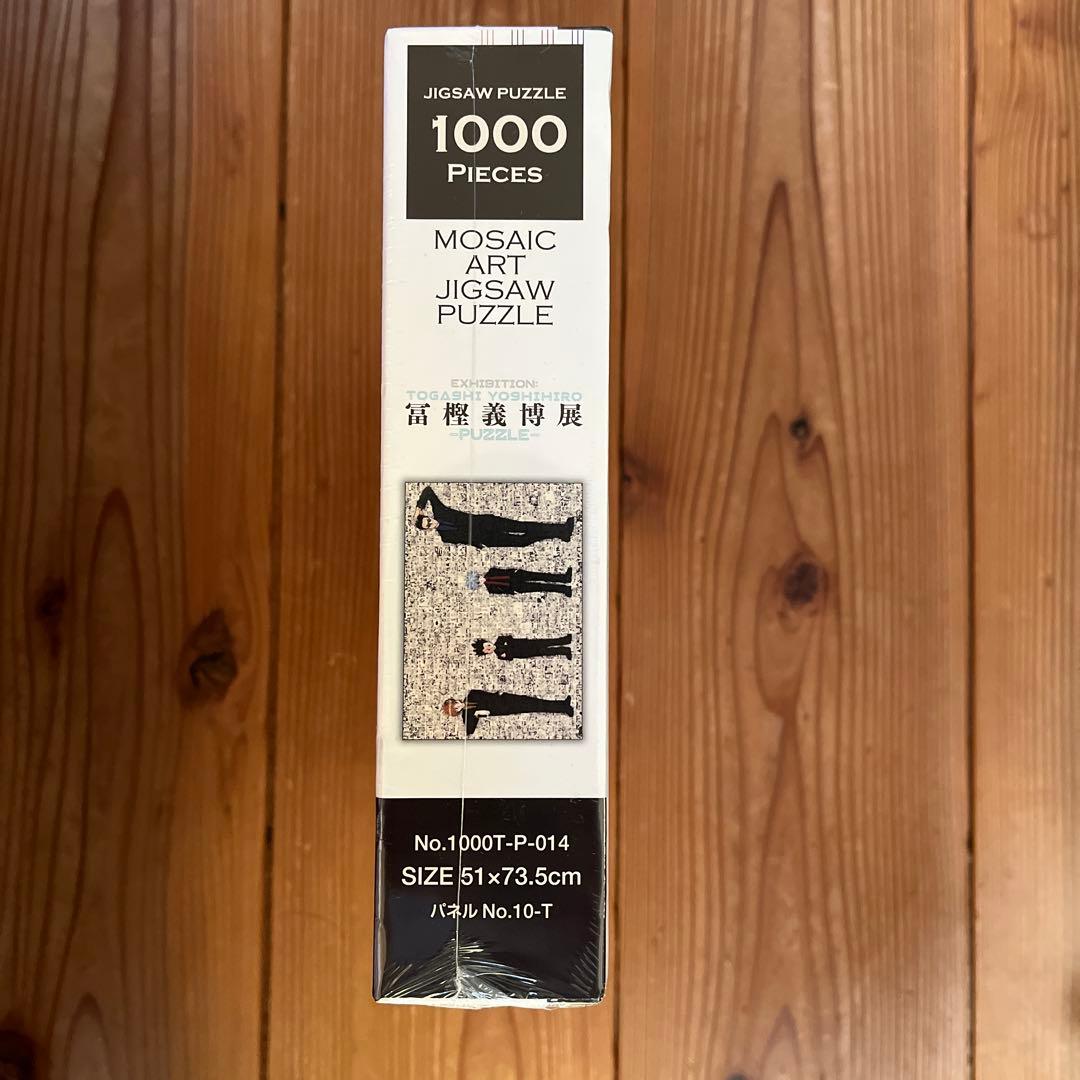 JIGSAW PUZZLE
1000
PIECES
MOSAIC
ART
JIGSAW
PUZZLE
EXHIBITION:
TOGASHI YOSHIHIRO
冨樫義博展
-PUZZLE-
No.1000T-P-014
SIZE 51×73.5cm
パネル No.10-T